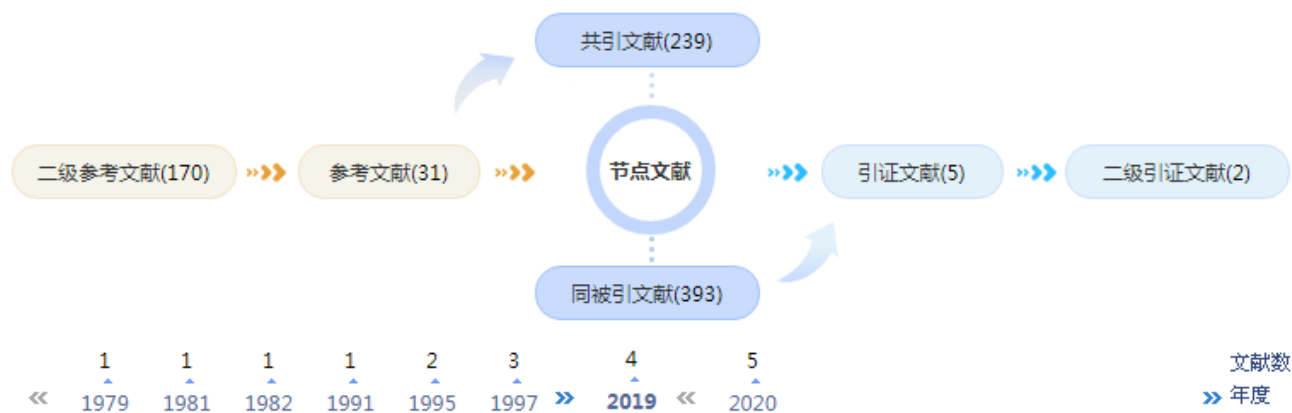 共引文献(239)
二级参考文献(170)
参考文献(31)
节点文献
引证文献(5)
二级引证文献(2)
同被引文献(393)
1 1 1 1 2 3 4 5 文献数
1979 1981 1982 1991 1995 1997 2019 2020 年度